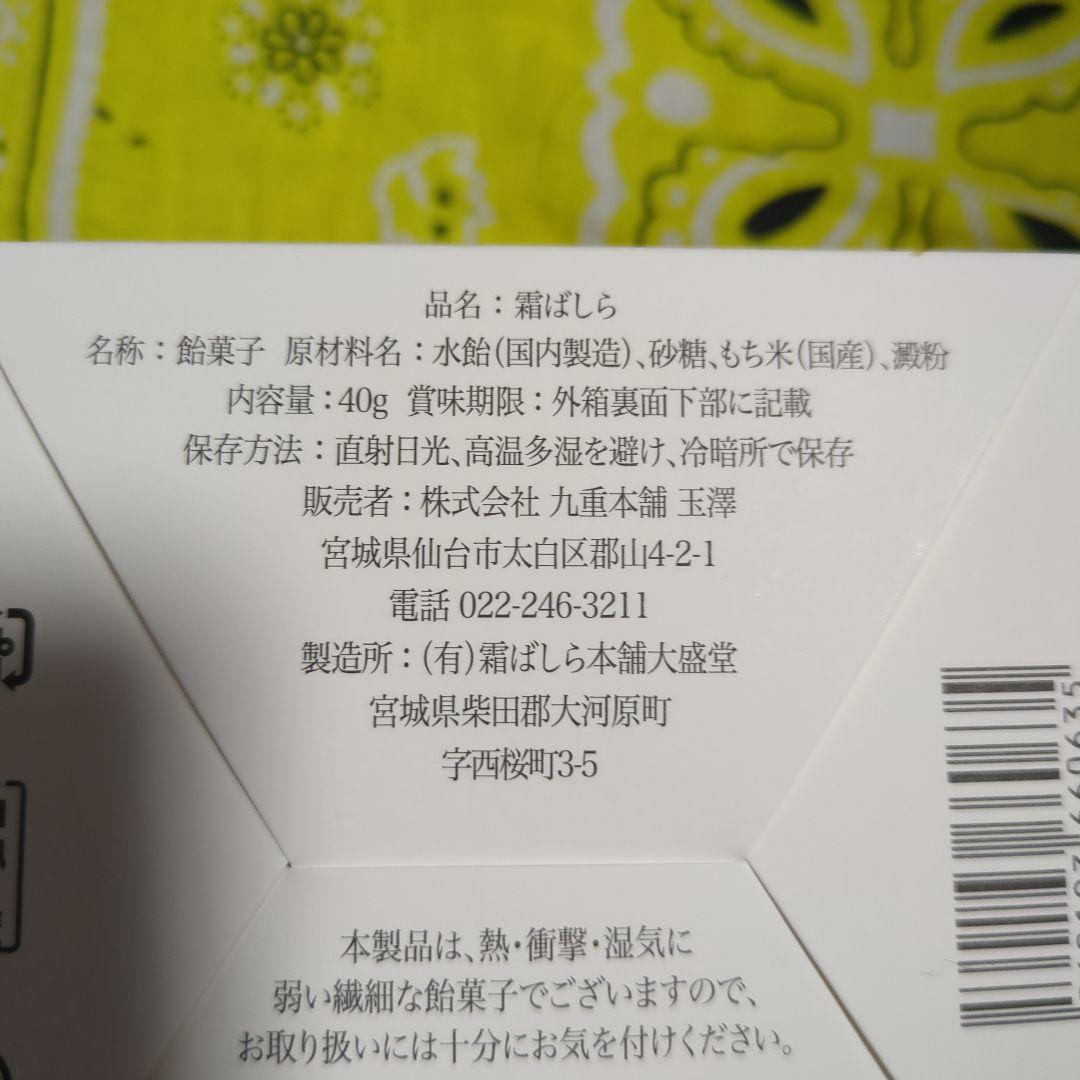 品名：霜ばしら
名称：飴菓子 原材料名：水飴(国内製造)、砂糖、もち米(国産)、澱粉
内容量：40g 賞味期限：外箱裏面下部に記載
保存方法：直射日光、高温多湿を避け、冷暗所で保存
販売者：株式会社 九重本舗 玉澤
宮城県仙台市太白区郡山4-2-1
電話 022-246-3211
製造所：(有)霜ばしら本舗大盛堂
宮城県柴田郡大河原町
字西桜町3-5
本製品は、熱・衝撃・湿気に
弱い繊細な飴菓子でございますので、
お取り扱いには十分にお気を付けください。